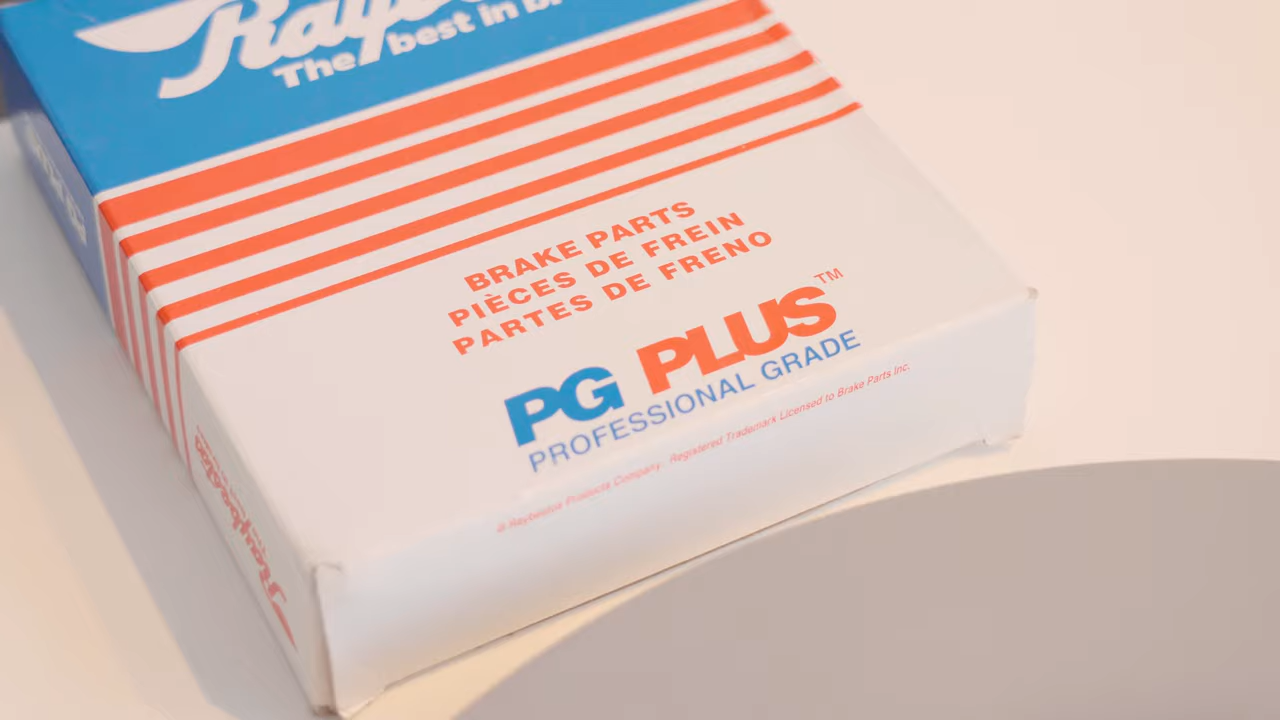 The best in
BRAKE PARTS
PIÈCES DE FREIN
PARTES DE FRENO
PG PLUS™
PROFESSIONAL GRADE
® Raybestos Products Company. Registered Trademark Licensed to Brake Parts Inc.
Raybestos